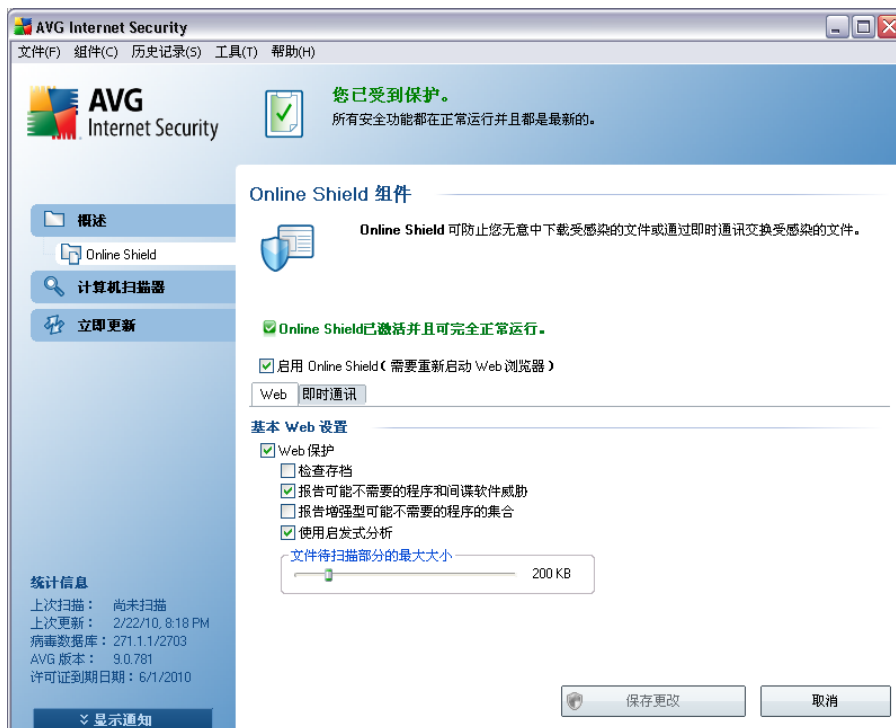 AVG Internet Security
文件(F) 组件(C) 历史记录(S) 工具(T) 帮助(H)
AVG
Internet Security
您已受到保护。
所有安全功能都在正常运行并且都是最新的。
概述
Online Shield
计算机扫描器
立即更新
Online Shield 组件
Online Shield 可防止您无意中下载受感染的文件或通过即时通讯交换受感染的文件。
Online Shield已激活并且可完全正常运行。
启用 Online Shield（需要重新启动 Web 浏览器）
Web 即时通讯
基本 Web 设置
Web 保护
检查存档
报告可能不需要的程序和间谍软件威胁
报告增强型可能不需要的程序的集合
使用启发式分析
文件待扫描部分的最大大小
200 KB
统计信息
上次扫描： 尚未扫描
上次更新： 2/22/10, 8:18 PM
病毒数据库：271.1.1/2703
AVG 版本： 9.0.781
许可证到期日期：6/1/2010
显示通知
保存更改 取消